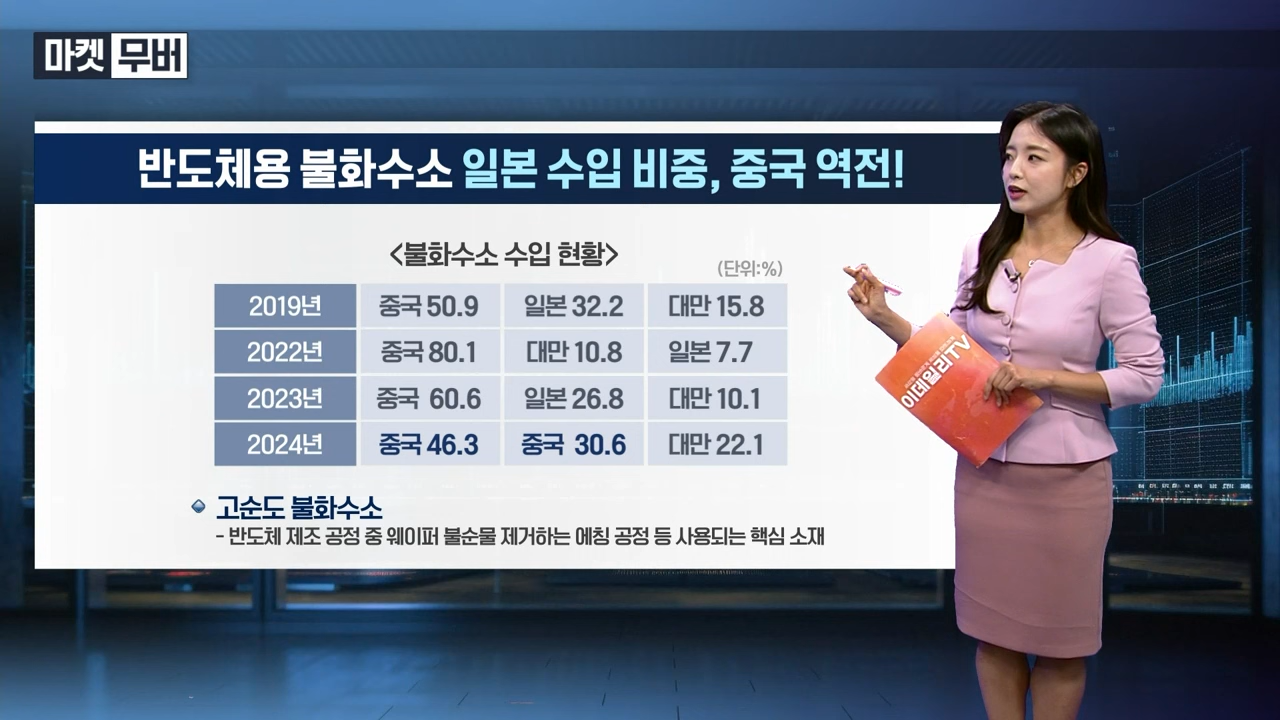 마켓무버
반도체용 불화수소 일본 수입 비중, 중국 역전!
<불화수소 수입 현황>
(단위:%)
2019년 중국 50.9 일본 32.2 대만 15.8
2022년 중국 80.1 대만 10.8 일본 7.7
2023년 중국 60.6 일본 26.8 대만 10.1
2024년 중국 46.3 중국 30.6 대만 22.1
고순도 불화수소
- 반도체 제조 공정 중 웨이퍼 불순물 제거하는 에칭 공정 등 사용되는 핵심 소재
이데일리TV